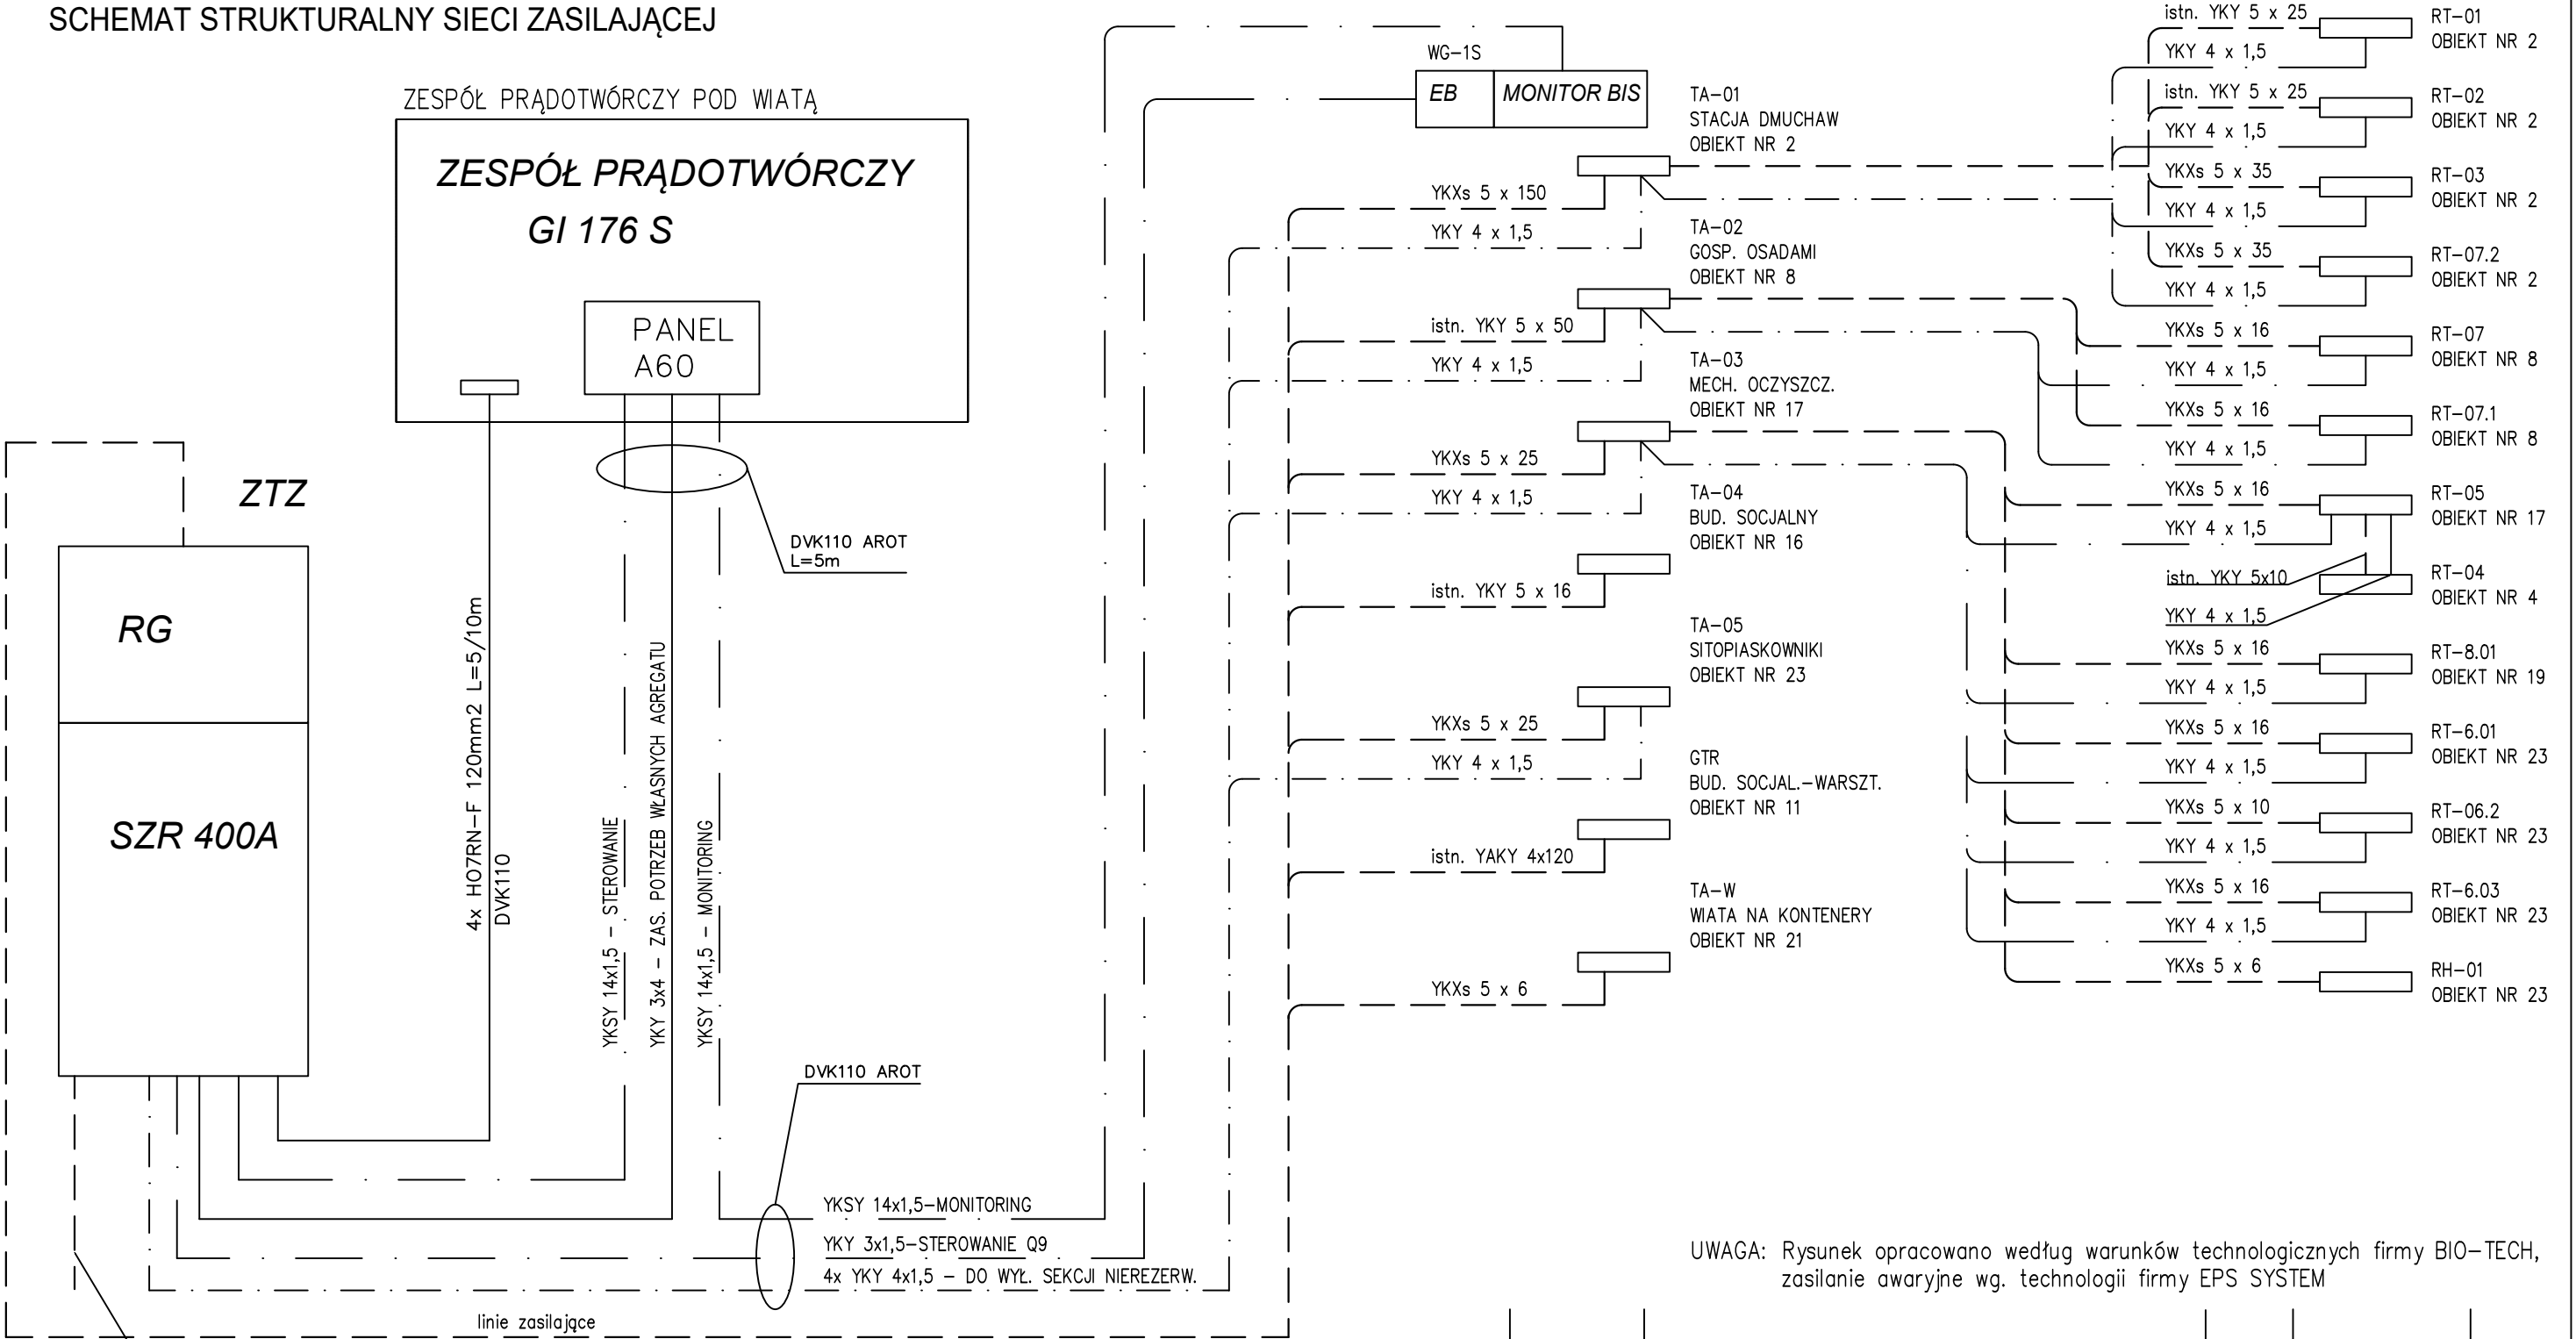 SCHEMAT STRUKTURALNY SIECI ZASILAJĄCEJ
ZESPÓŁ PRĄDOTWÓRCZY POD WIATĄ
ZESPÓŁ PRĄDOTWÓRCZY
GI 176 S
PANEL
A60
ZTZ
RG
SZR 400A
4x HO7RN-F 120mm2 L=5/10m
DVK110
YKSY 14x1,5 - STEROWANIE
YKY 3x4 - ZAS. POTRZEB WŁASNYCH AGREGATU
YKSY 14x1,5 - MONITORING
DVK110 AROT
L=5m
DVK110 AROT
YKSY 14x1,5-MONITORING
YKY 3x1,5-STEROWANIE Q9
4x YKY 4x1,5 - DO WYŁ. SEKCJI NIEREZERW.
linie zasilające
WG-1S
EB
MONITOR BIS
TA-01
STACJA DMUCHAW
OBIEKT NR 2
YKXs 5 x 150
YKY 4 x 1,5
TA-02
GOSP. OSADAMI
OBIEKT NR 8
istn. YKY 5 x 50
YKY 4 x 1,5
TA-03
MECH. OCZYSZCZ.
OBIEKT NR 17
YKXs 5 x 25
YKY 4 x 1,5
TA-04
BUD. SOCJALNY
OBIEKT NR 16
istn. YKY 5 x 16
TA-05
SITOPIASKOWNIKI
OBIEKT NR 23
YKXs 5 x 25
YKY 4 x 1,5
GTR
BUD. SOCJAL.-WARSZT.
OBIEKT NR 11
istn. YAKY 4x120
TA-W
WIATA NA KONTENERY
OBIEKT NR 21
YKXs 5 x 6
istn. YKY 5 x 25
YKY 4 x 1,5
RT-01
OBIEKT NR 2
istn. YKY 5 x 25
YKY 4 x 1,5
RT-02
OBIEKT NR 2
YKXs 5 x 35
YKY 4 x 1,5
RT-03
OBIEKT NR 2
YKXs 5 x 35
YKY 4 x 1,5
RT-07.2
OBIEKT NR 2
YKXs 5 x 16
YKY 4 x 1,5
RT-07
OBIEKT NR 8
YKXs 5 x 16
YKY 4 x 1,5
RT-07.1
OBIEKT NR 8
YKXs 5 x 16
YKY 4 x 1,5
RT-05
OBIEKT NR 17
istn. YKY 5x10
YKY 4 x 1,5
RT-04
OBIEKT NR 4
YKXs 5 x 16
YKY 4 x 1,5
RT-8.01
OBIEKT NR 19
YKXs 5 x 16
YKY 4 x 1,5
RT-6.01
OBIEKT NR 23
YKXs 5 x 10
YKY 4 x 1,5
RT-06.2
OBIEKT NR 23
YKXs 5 x 16
YKY 4 x 1,5
RT-6.03
OBIEKT NR 23
YKXs 5 x 6
RH-01
OBIEKT NR 23
UWAGA: Rysunek opracowano według warunków technologicznych firmy BIO-TECH,
zasilanie awaryjne wg. technologii firmy EPS SYSTEM